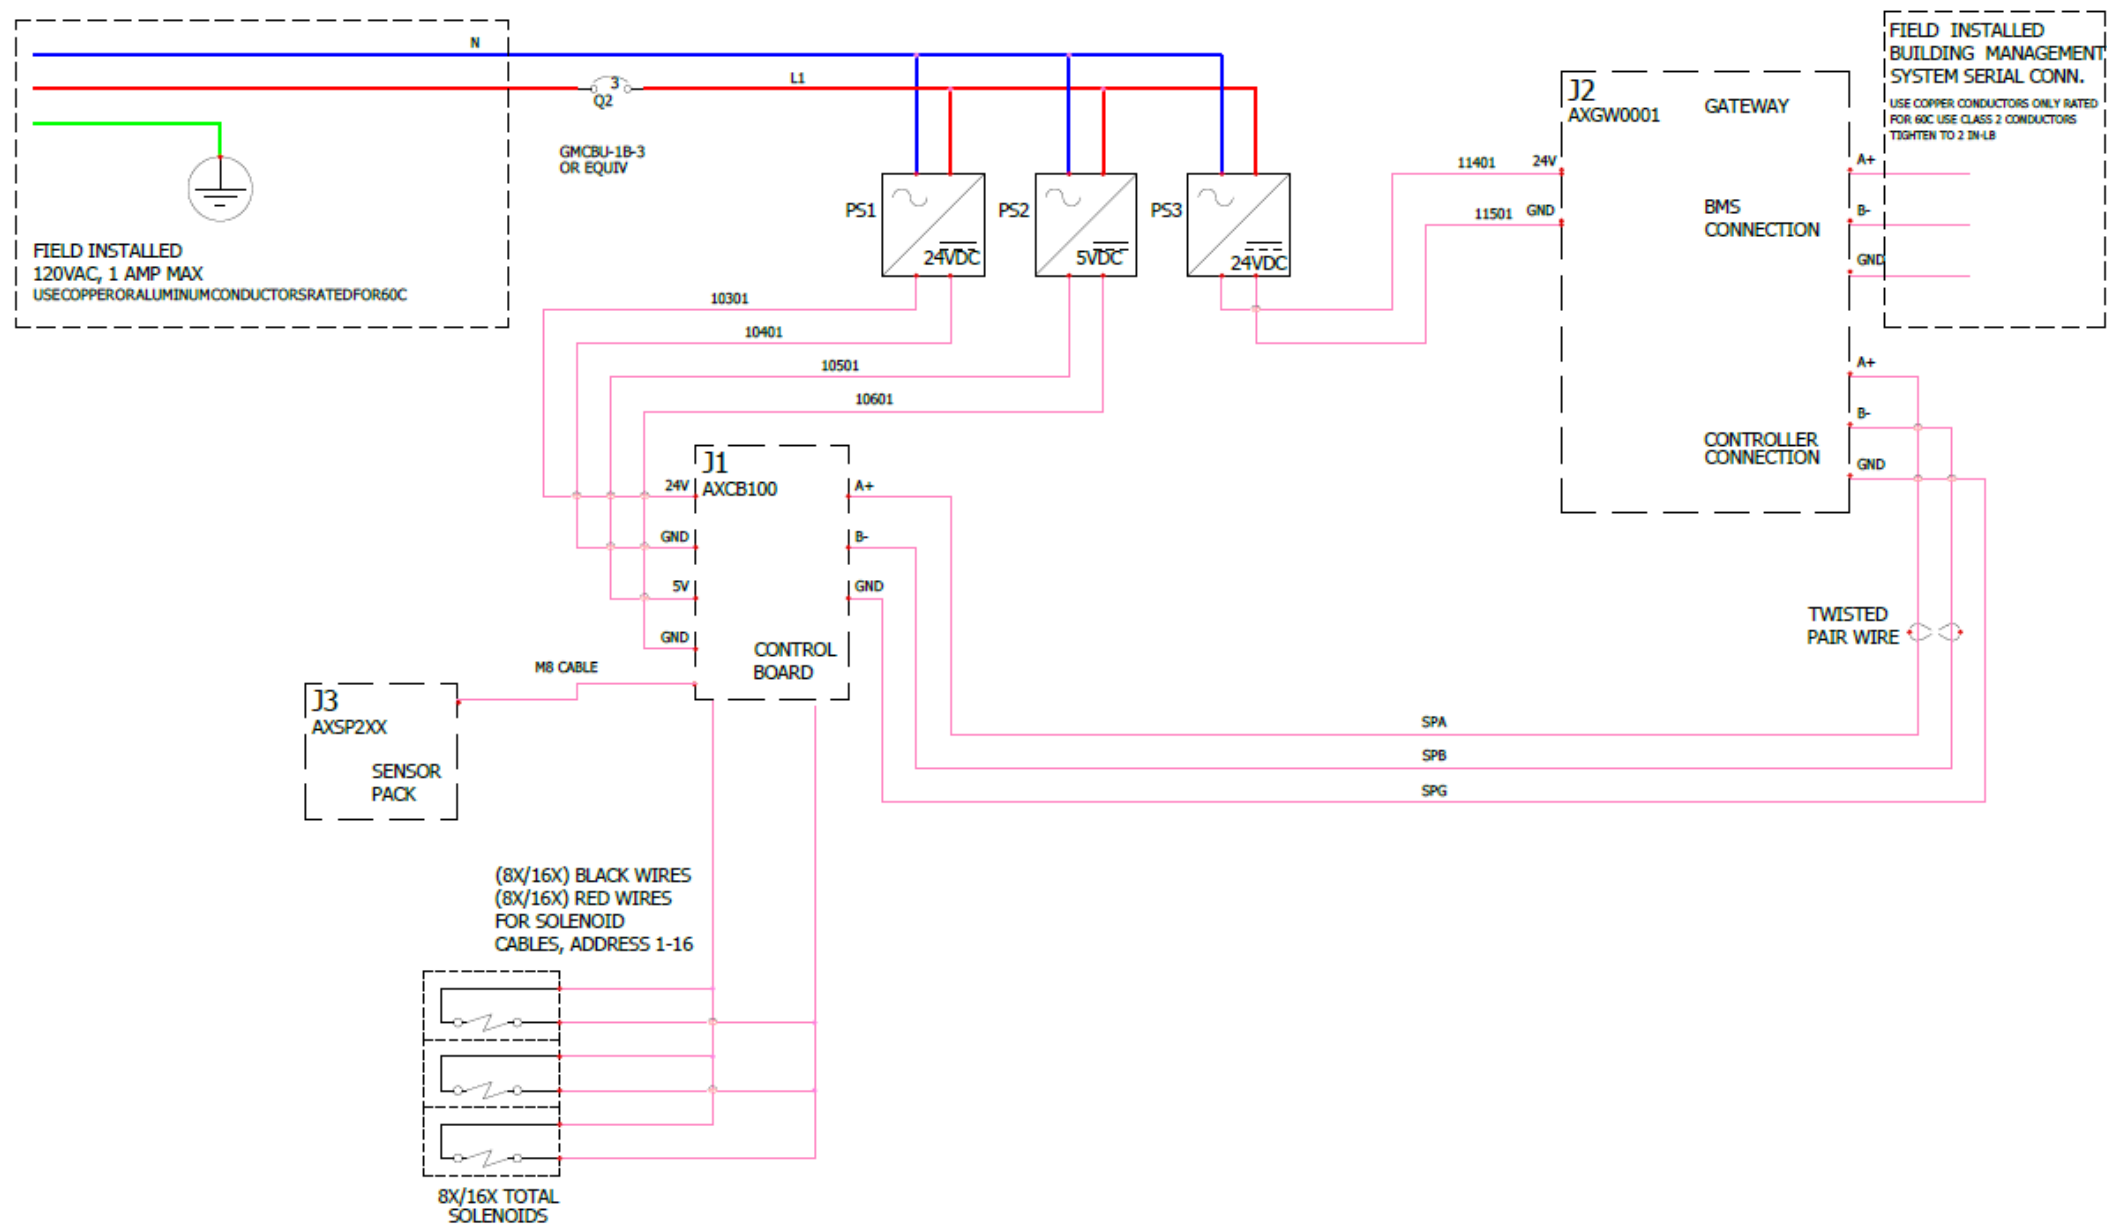 N
3
Q2
L1
GMCBU-1B-3
OR EQUIV
FIELD INSTALLED
120VAC, 1 AMP MAX
USECOPPERORALUMINUMCONDUCTORSRATEDFOR60C
PS1
24VDC
PS2
5VDC
PS3
24VDC
11401
24V
11501
GND
J2
AXGW0001
GATEWAY
BMS
CONNECTION
CONTROLLER
CONNECTION
A+
B-
GND
A+
B-
GND
FIELD INSTALLED
BUILDING MANAGEMENT
SYSTEM SERIAL CONN.
USE COPPER CONDUCTORS ONLY RATED
FOR 60C USE CLASS 2 CONDUCTORS
TIGHTEN TO 2 IN-LB
10301
10401
10501
10601
J1
AXCB100
24V
GND
5V
GND
A+
B-
GND
CONTROL
BOARD
M8 CABLE
J3
AXSP2XX
SENSOR
PACK
TWISTED
PAIR WIRE
SPA
SPB
SPG
(8X/16X) BLACK WIRES
(8X/16X) RED WIRES
FOR SOLENOID
CABLES, ADDRESS 1-16
8X/16X TOTAL
SOLENOIDS